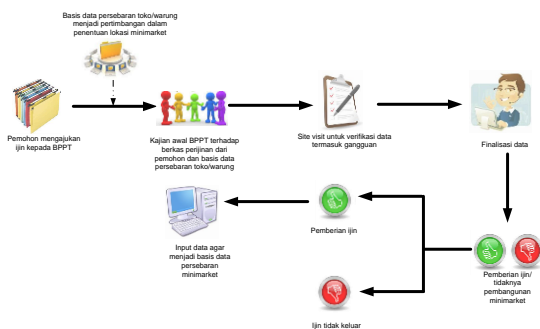 Basis data persebaran toko/warung
menjadi pertimbangan dalam
penentuan lokasi minimarket
Pemohon mengajukan
ijin kepada BPPT
Kajian awal BPPT terhadap
berkas perijinan dari
pemohon dan basis data
persebaran toko/warung
Site visit untuk verifikasi data
termasuk gangguan
Finalisasi data
Pemberian ijin/
tidaknya
pembangunan
minimarket
Pemberian ijin
Input data agar
menjadi basis data
persebaran
minimarket
Ijin tidak keluar